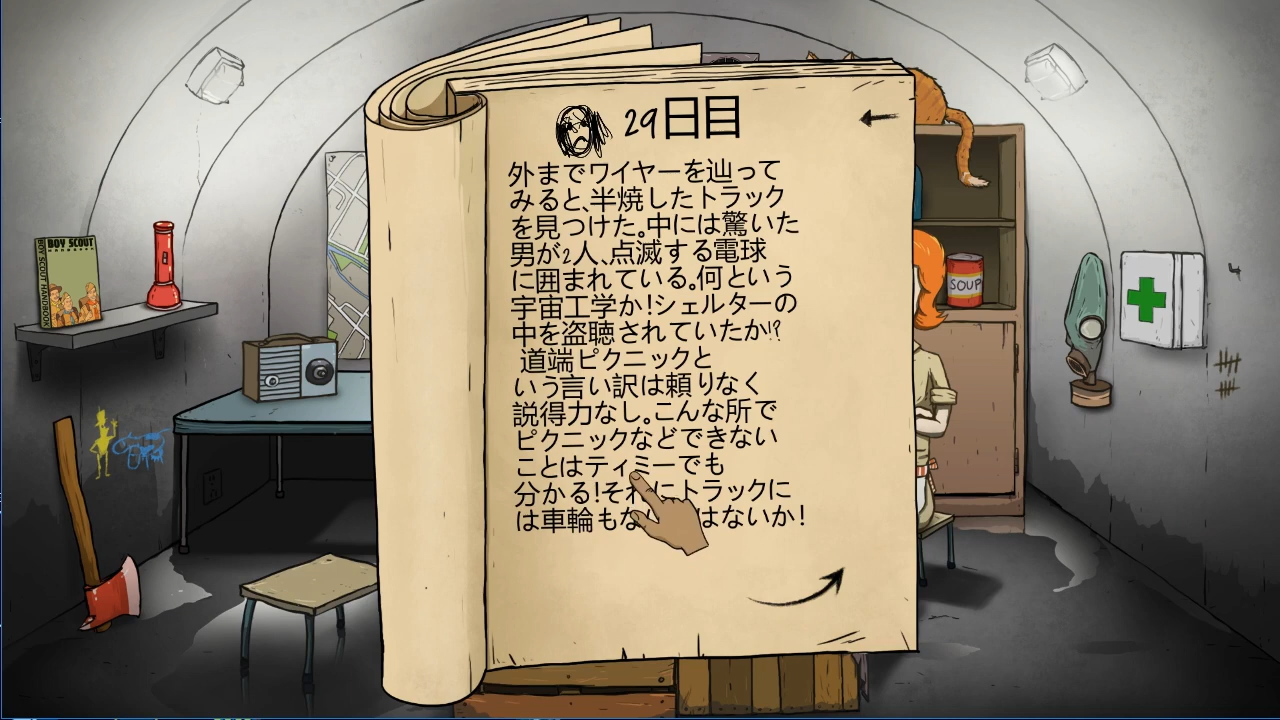 29日目
外までワイヤーを辿って
みると、半焼したトラック
を見つけた。中には驚いた
男が2人、点滅する電球
に囲まれている。何という
宇宙工学か!シェルターの
中を盗聴されていたか!?
道端ピクニックと
いう言い訳は頼りなく
説得力なし。こんな所で
ピクニックなどできない
ことはティミーでも
分かる!それにトラックに
は車輪もな はないか!
BOY SCOUT
BOY SCOUT HANDBOOK
SOUP